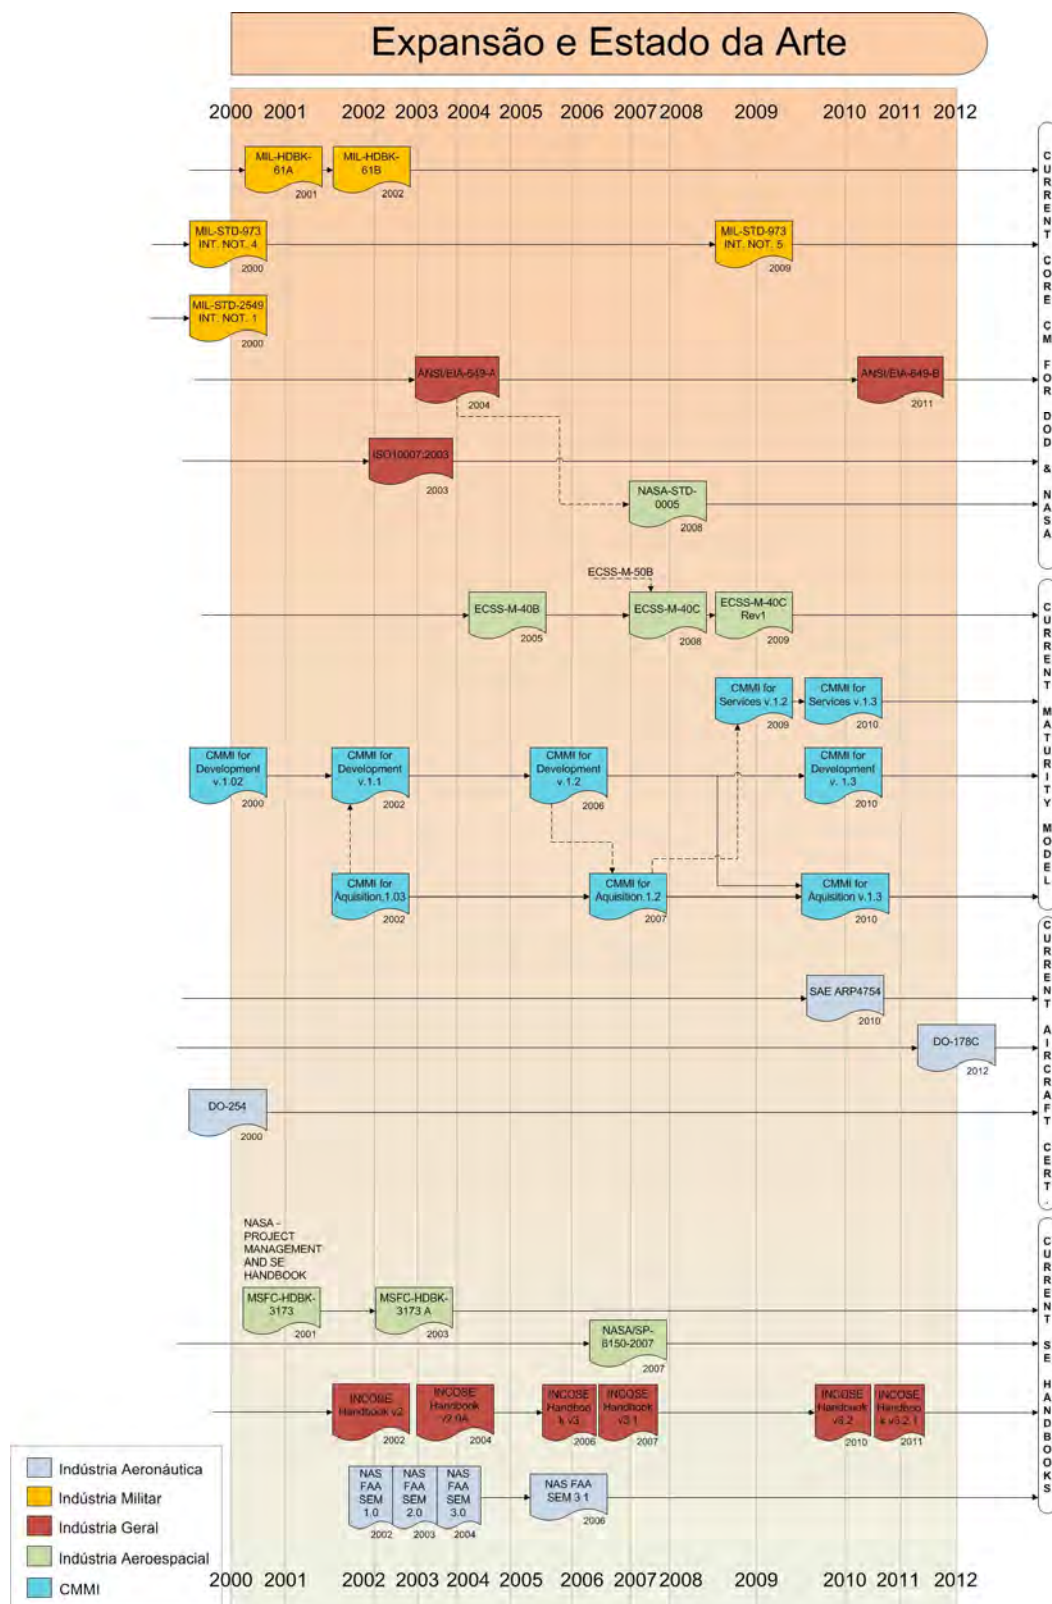 Expansão e Estado da Arte
2000 2001 2002 2003 2004 2005 2006 2007 2008 2009 2010 2011 2012
MIL-HDBK-
61A
2001
MIL-HDBK-
61B
2002
MIL-STD-973
INT. NOT. 4
2000
MIL-STD-973
INT. NOT. 5
2009
MIL-STD-2549
INT. NOT. 1
2000
ANSI/EIA-649-A
2004
ANSI/EIA-649-B
2011
ISO10007:2003
2003
NASA-STD-
0005
2008
CURRENT CORE CM FOR DOD & NASA
ECSS-M-50B
ECSS-M-40B
2005
ECSS-M-40C
2008
ECSS-M-40C
Rev1
2009
CMMI for
Services v.1.2
2009
CMMI for
Services v.1.3
2010
CMMI for
Development
v.1.02
2000
CMMI for
Development
v.1.1
2002
CMMI for
Development
v.1.2
2006
CMMI for
Development
v. 1.3
2010
CMMI for
Aquisition.1.03
2002
CMMI for
Aquisition.1.2
2007
CMMI for
Aquisition v.1.3
2010
CURRENT MATURITY MODEL
SAE ARP4754
2010
DO-178C
2012
DO-254
2000
CURRENT AIRCRAFT CERT.
NASA -
PROJECT
MANAGEMENT
AND SE
HANDBOOK
MSFC-HDBK-
3173
2001
MSFC-HDBK-
3173 A
2003
NASA/SP-
6150-2007
2007
INCOSE
Handbook v2
2002
INCOSE
Handbook
v2.0A
2004
INCOSE
Handboo
k v3
2006
INCOSE
Handboo
k v3.1
2007
INCOSE
Handbook
v3.2
2010
INCOSE
Handboo
k v3.2.1
2011
NAS
FAA
SEM
1.0
2002
NAS
FAA
SEM
2.0
2003
NAS
FAA
SEM
3.0
2004
NAS FAA
SEM 3.1
2006
CURRENT SE HANDBOOKS
Indústria Aeronáutica
Indústria Militar
Indústria Geral
Indústria Aeroespacial
CMMI
2000 2001 2002 2003 2004 2005 2006 2007 2008 2009 2010 2011 2012